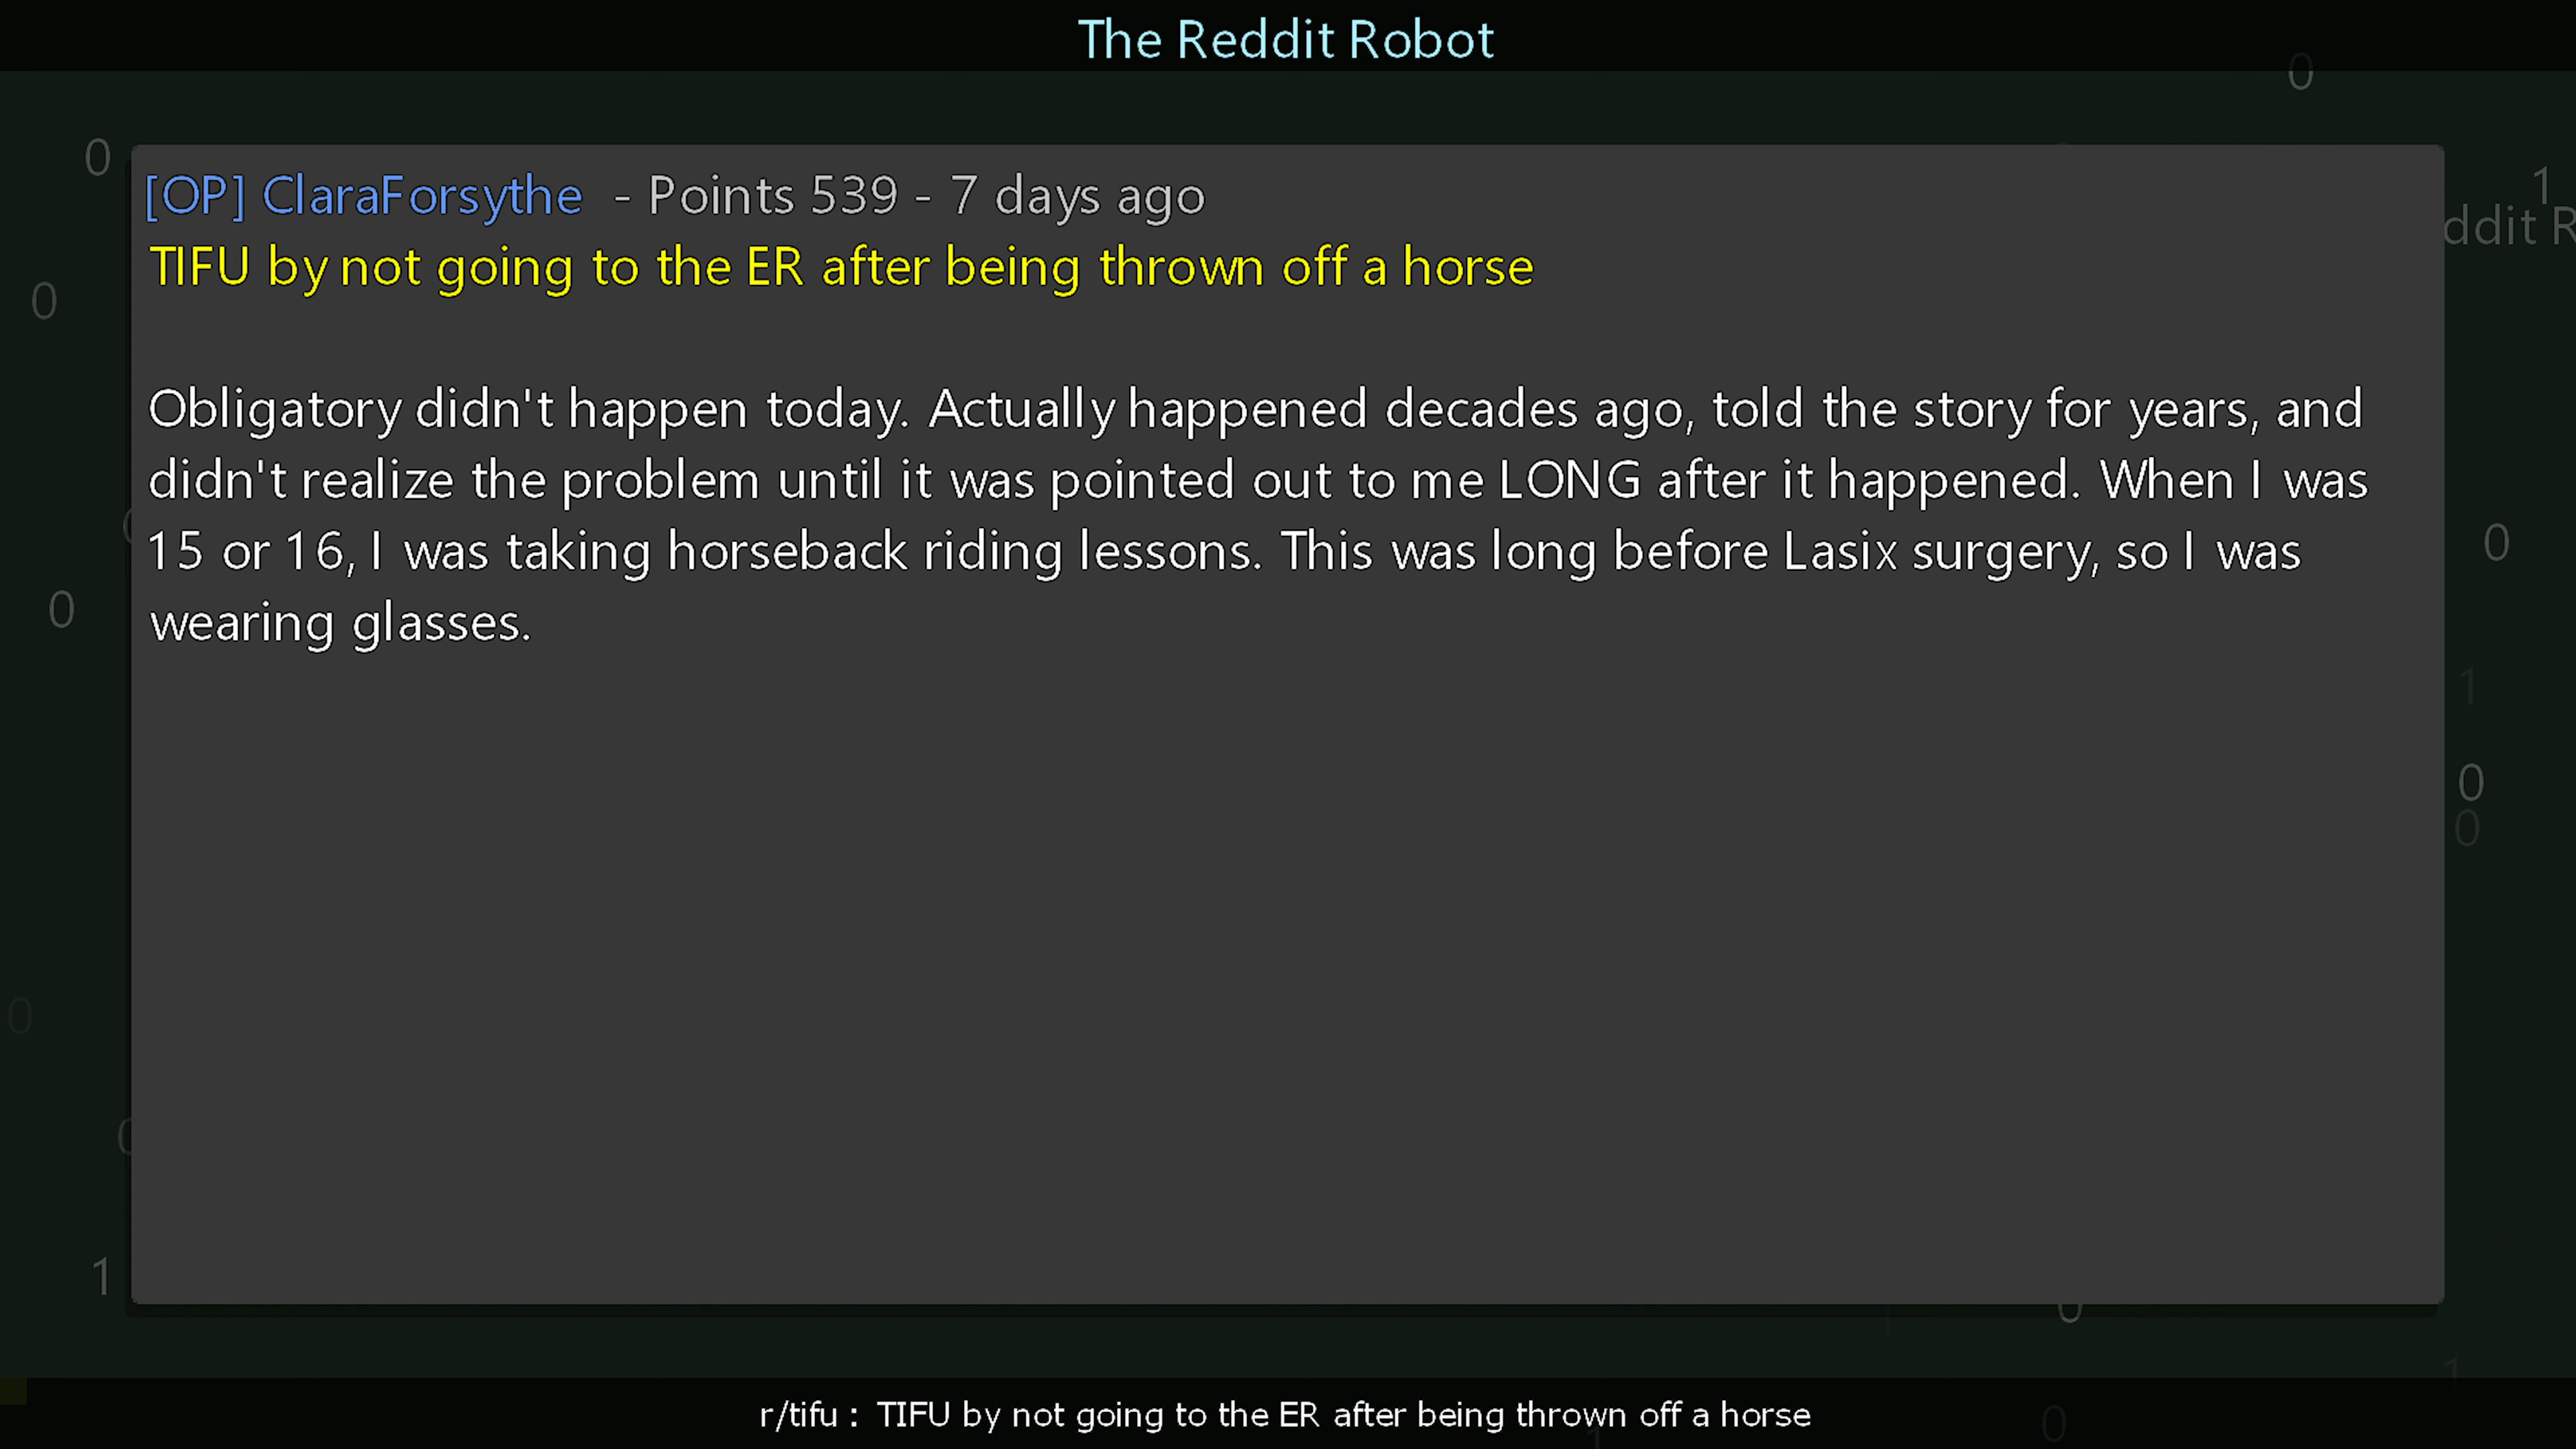 The Reddit Robot
[OP] ClaraForsythe - Points 539 - 7 days ago
ddit R
TIFU by not going to the ER after being thrown off a horse
Obligatory didn't happen today. Actually happened decades ago, told the story for years, and
didn't realize the problem until it was pointed out to me LONG after it happened. When I was
15 or 16, I was taking horseback riding lessons. This was long before Lasix surgery, so I was
wearing glasses.
r/tifu : TIFU by not going to the ER after being thrown off a horse